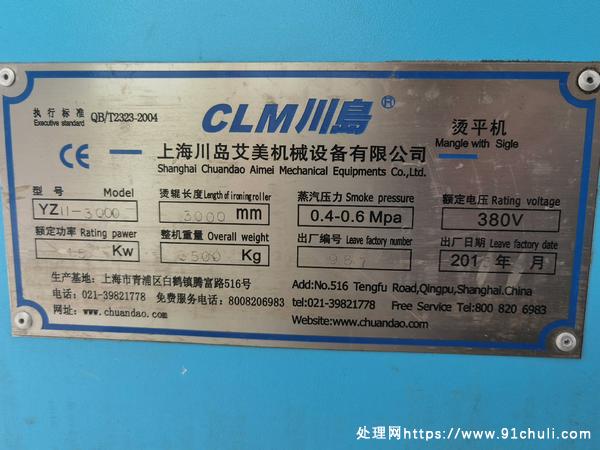 执行标准 QB/T2323-2004
Executive standard
CLM川島®
烫平机
Mangle with Sigle
CE
上海川岛艾美机械设备有限公司
Shanghai Chuandao Aimei Mechanical Equipments Co.,Ltd.
型号 Model
YZII-3000
烫辊长度 Length of ironing roller
3000 mm
蒸汽压力 Smoke pressure
0.4-0.6 Mpa
额定电压 Rating voltage
380V
额定功率 Rating pawer
Kw
整机重量 Overall weight
3500 Kg
出厂编号 Leave factory number
出厂日期 Leave factory date
201 年 月
生产基地：上海市青浦区白鹤镇腾富路516号
电话：021-39821778 免费服务电话：8008206983
网址：www.chuandao.com
Add:No.516 Tengfu Road,Qingpu,Shanghai.China
tel:021-39821778 Free Service Tel:800 820 6983
Website:www.chuandao.com
处理网https://www.91chuli.com